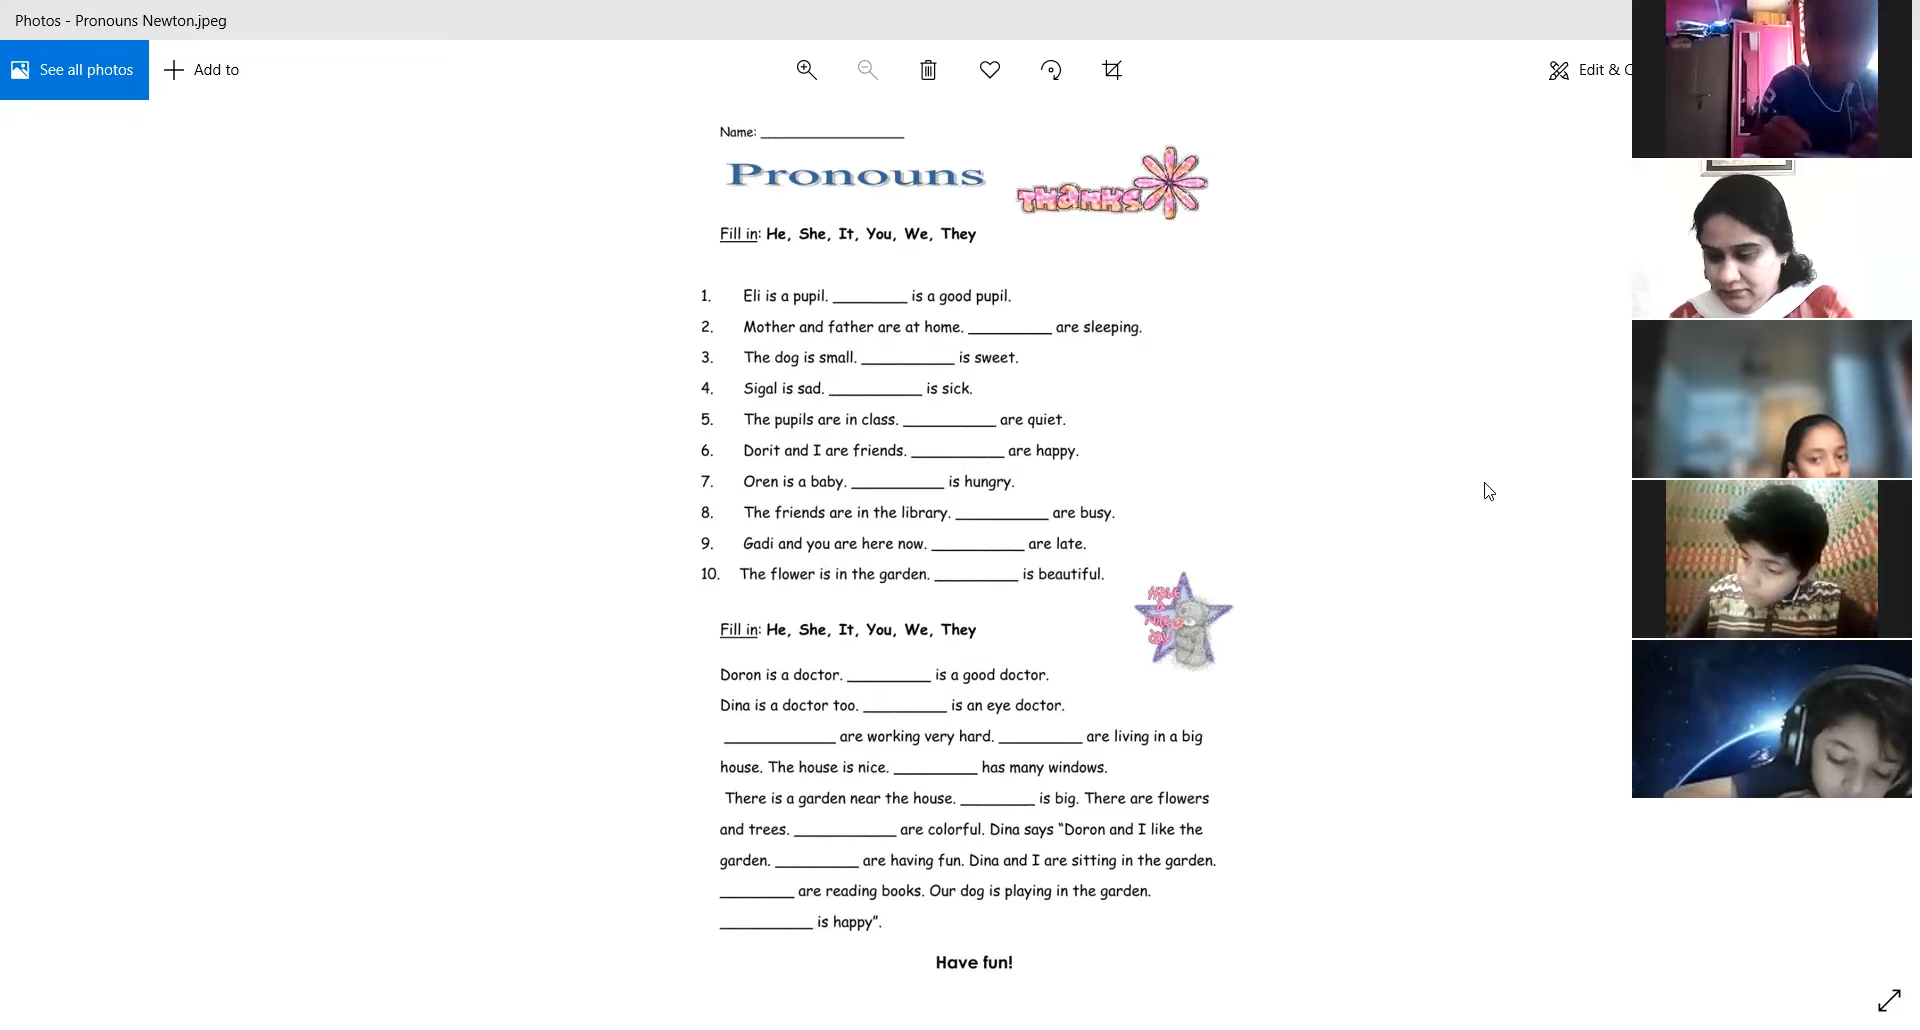 Photos - Pronouns Newton.jpeg
See all photos
Add to
Edit & C
Name: ___________________
Pronouns
Thanks
Fill in: He, She, It, You, We, They
1. Eli is a pupil. ________ is a good pupil.
2. Mother and father are at home. _________ are sleeping.
3. The dog is small. __________ is sweet.
4. Sigal is sad. __________ is sick.
5. The pupils are in class. __________ are quiet.
6. Dorit and I are friends. __________ are happy.
7. Oren is a baby. __________ is hungry.
8. The friends are in the library. __________ are busy.
9. Gadi and you are here now. __________ are late.
10. The flower is in the garden. _________ is beautiful.
Have
a
nice
day
Fill in: He, She, It, You, We, They
Doron is a doctor. _________ is a good doctor.
Dina is a doctor too. _________ is an eye doctor.
____________ are working very hard. _________ are living in a big
house. The house is nice. _________ has many windows.
There is a garden near the house. ________ is big. There are flowers
and trees. ___________ are colorful. Dina says “Doron and I like the
garden. _________ are having fun. Dina and I are sitting in the garden.
________ are reading books. Our dog is playing in the garden.
__________ is happy”.
Have fun!